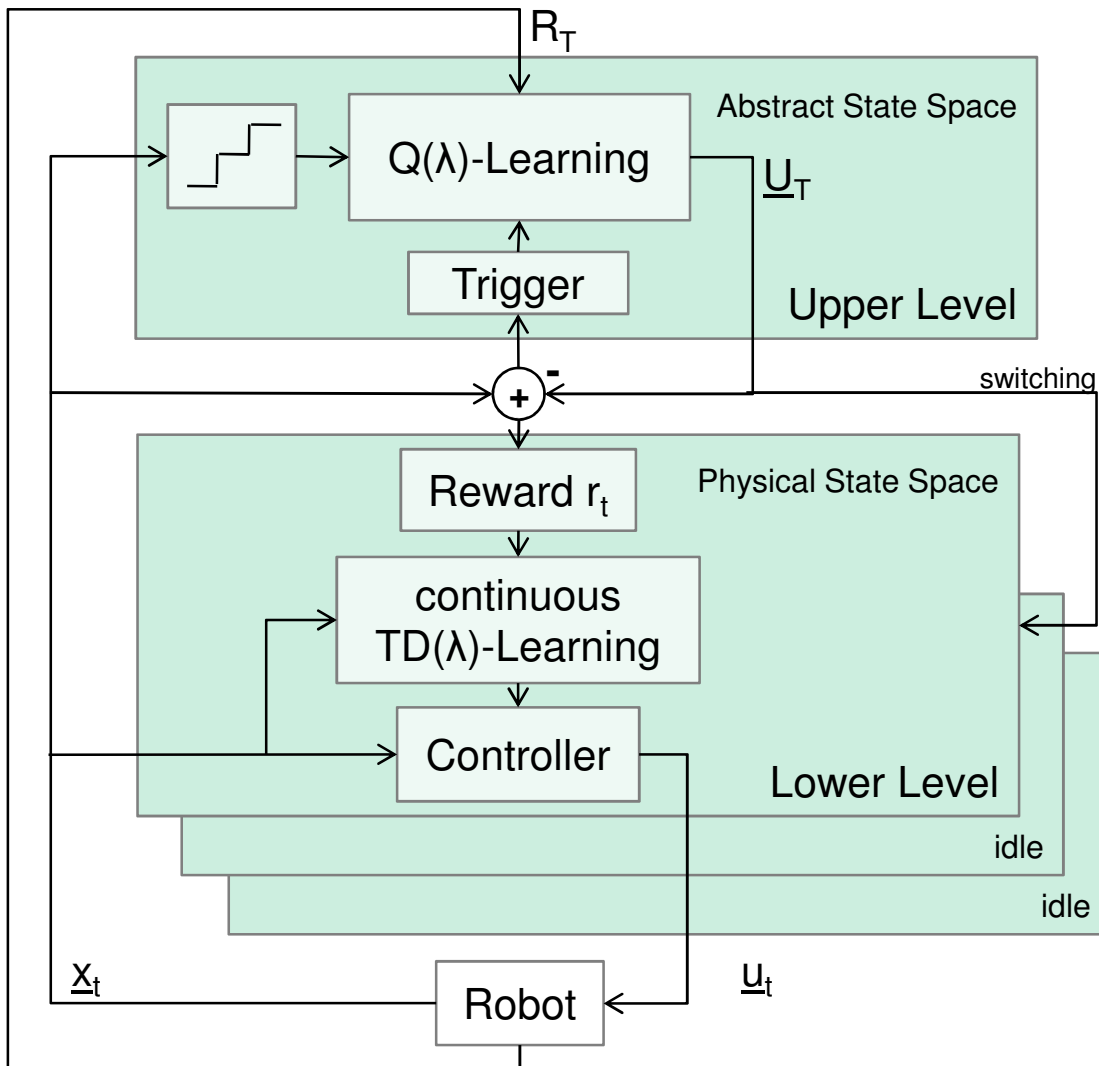 R_T
Abstract State Space
Q(λ)-Learning
U_T
Trigger
Upper Level
-
+
switching
Reward r_t
Physical State Space
continuous
TD(λ)-Learning
Controller
Lower Level
idle
idle
x_t
u_t
Robot